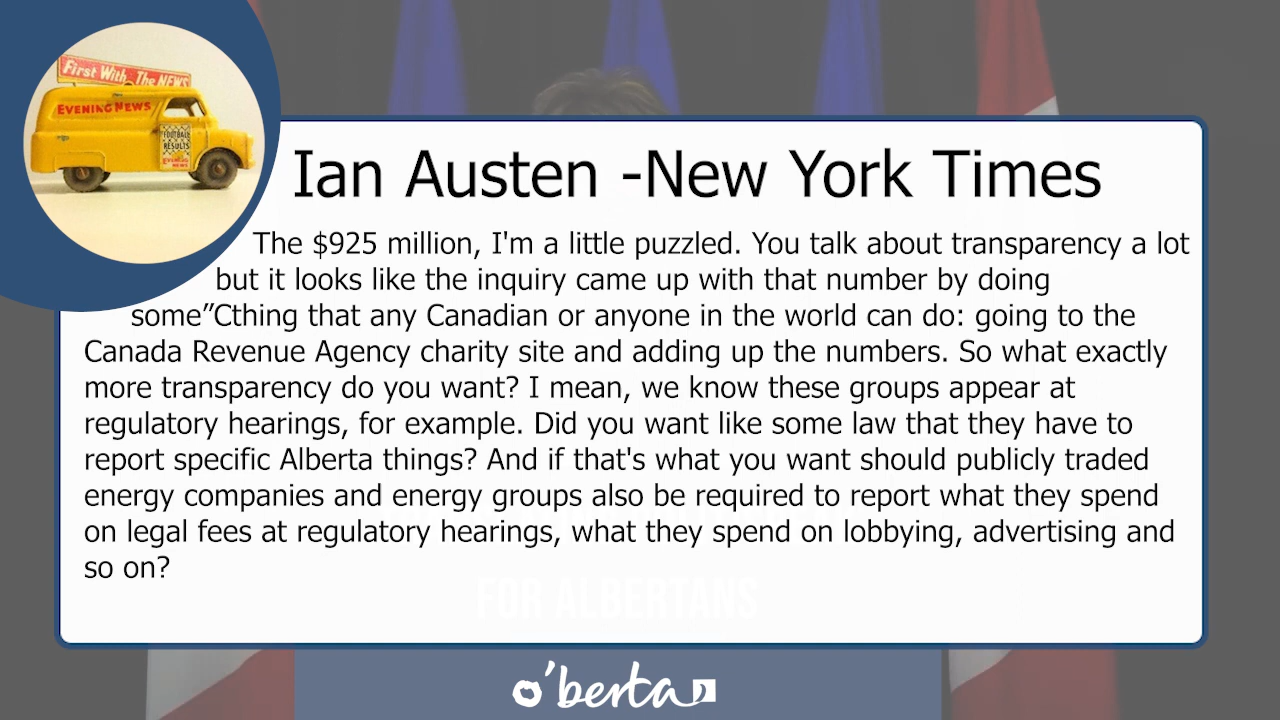 First With The NEWS
EVENING NEWS
FOOTBALL
RESULTS
EVENING
NEWS
Ian Austen -New York Times
The $925 million, I'm a little puzzled. You talk about transparency a lot
but it looks like the inquiry came up with that number by doing
some”Cthing that any Canadian or anyone in the world can do: going to the
Canada Revenue Agency charity site and adding up the numbers. So what exactly
more transparency do you want? I mean, we know these groups appear at
regulatory hearings, for example. Did you want like some law that they have to
report specific Alberta things? And if that's what you want should publicly traded
energy companies and energy groups also be required to report what they spend
on legal fees at regulatory hearings, what they spend on lobbying, advertising and
so on?
FOR ALBERTANS
o'berta